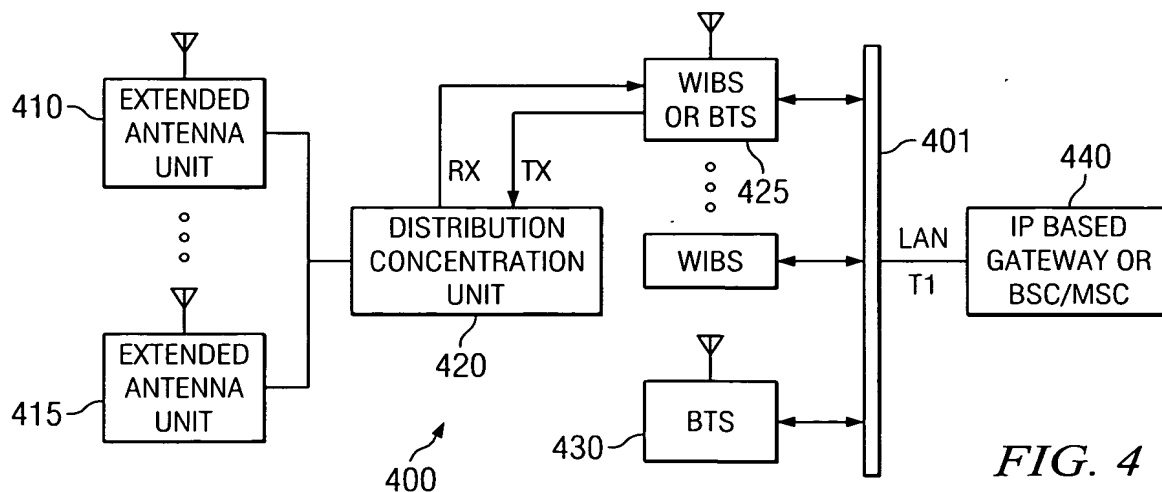 410
EXTENDED
ANTENNA
UNIT
EXTENDED
ANTENNA
UNIT
415
RX
TX
DISTRIBUTION
CONCENTRATION
UNIT
420
400
WIBS
OR BTS
425
WIBS
BTS
430
401
LAN
T1
440
IP BASED
GATEWAY OR
BSC/MSC
FIG. 4